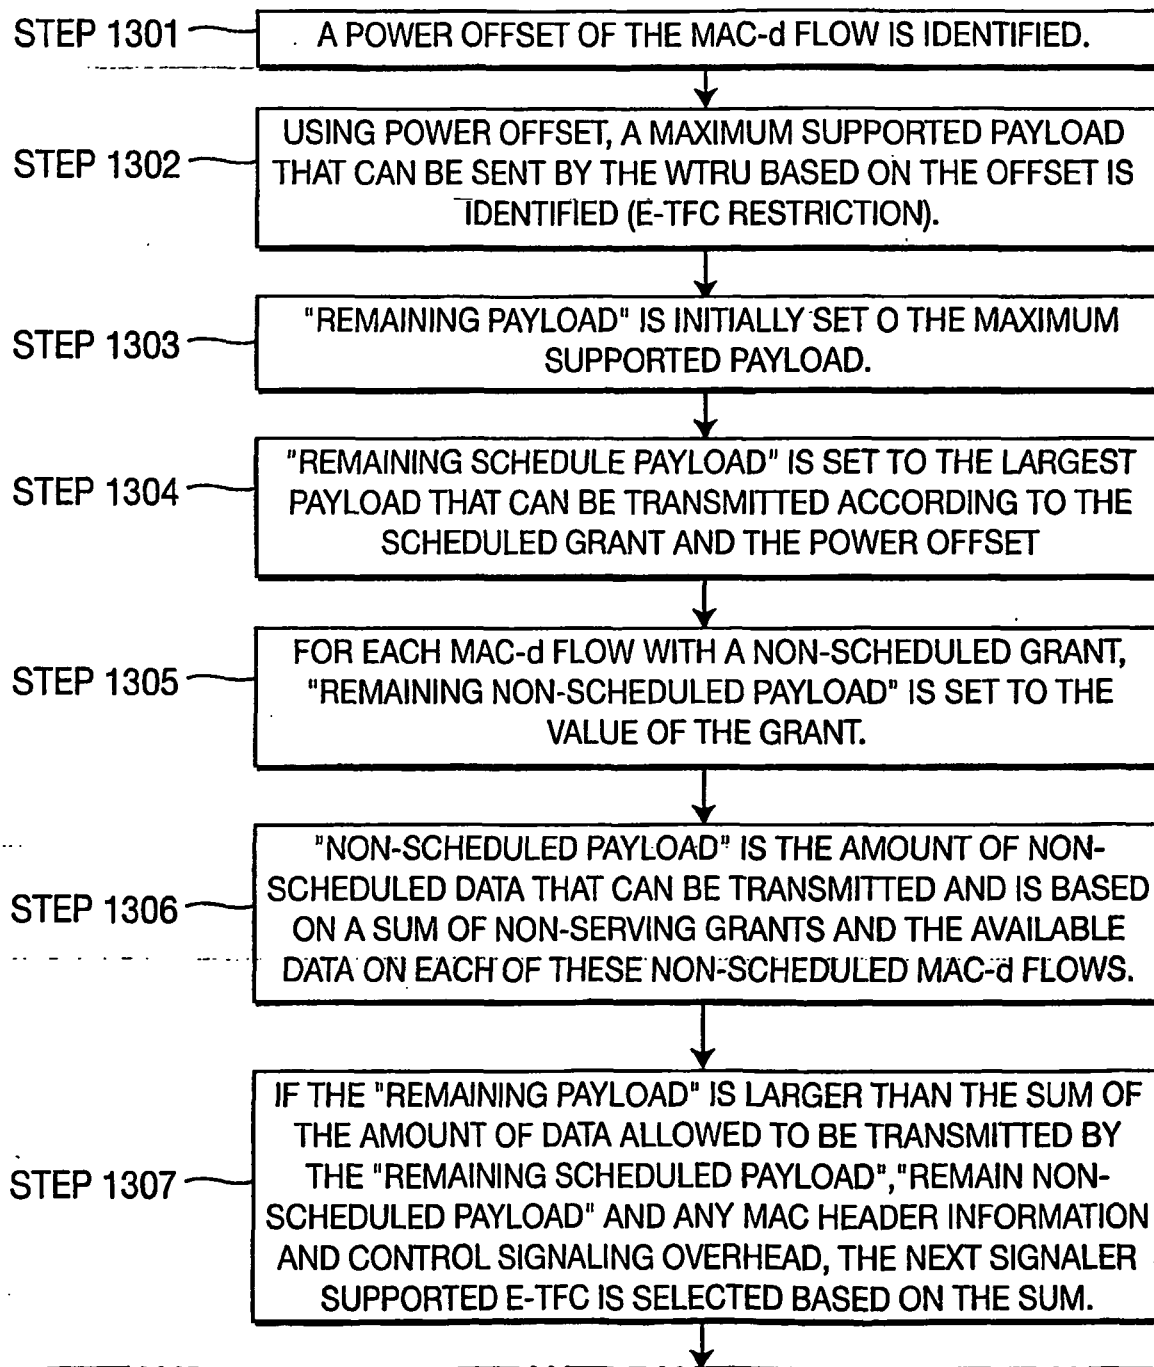 STEP 1301
A POWER OFFSET OF THE MAC-d FLOW IS IDENTIFIED.
STEP 1302
USING POWER OFFSET, A MAXIMUM SUPPORTED PAYLOAD
THAT CAN BE SENT BY THE WTRU BASED ON THE OFFSET IS
IDENTIFIED (E-TFC RESTRICTION).
STEP 1303
"REMAINING PAYLOAD" IS INITIALLY SET O THE MAXIMUM
SUPPORTED PAYLOAD.
STEP 1304
"REMAINING SCHEDULE PAYLOAD" IS SET TO THE LARGEST
PAYLOAD THAT CAN BE TRANSMITTED ACCORDING TO THE
SCHEDULED GRANT AND THE POWER OFFSET
STEP 1305
FOR EACH MAC-d FLOW WITH A NON-SCHEDULED GRANT,
"REMAINING NON-SCHEDULED PAYLOAD" IS SET TO THE
VALUE OF THE GRANT.
STEP 1306
"NON-SCHEDULED PAYLOAD" IS THE AMOUNT OF NON-
SCHEDULED DATA THAT CAN BE TRANSMITTED AND IS BASED
ON A SUM OF NON-SERVING GRANTS AND THE AVAILABLE
DATA ON EACH OF THESE NON-SCHEDULED MAC-d FLOWS.
STEP 1307
IF THE "REMAINING PAYLOAD" IS LARGER THAN THE SUM OF
THE AMOUNT OF DATA ALLOWED TO BE TRANSMITTED BY
THE "REMAINING SCHEDULED PAYLOAD", "REMAIN NON-
SCHEDULED PAYLOAD" AND ANY MAC HEADER INFORMATION
AND CONTROL SIGNALING OVERHEAD, THE NEXT SIGNALER
SUPPORTED E-TFC IS SELECTED BASED ON THE SUM.